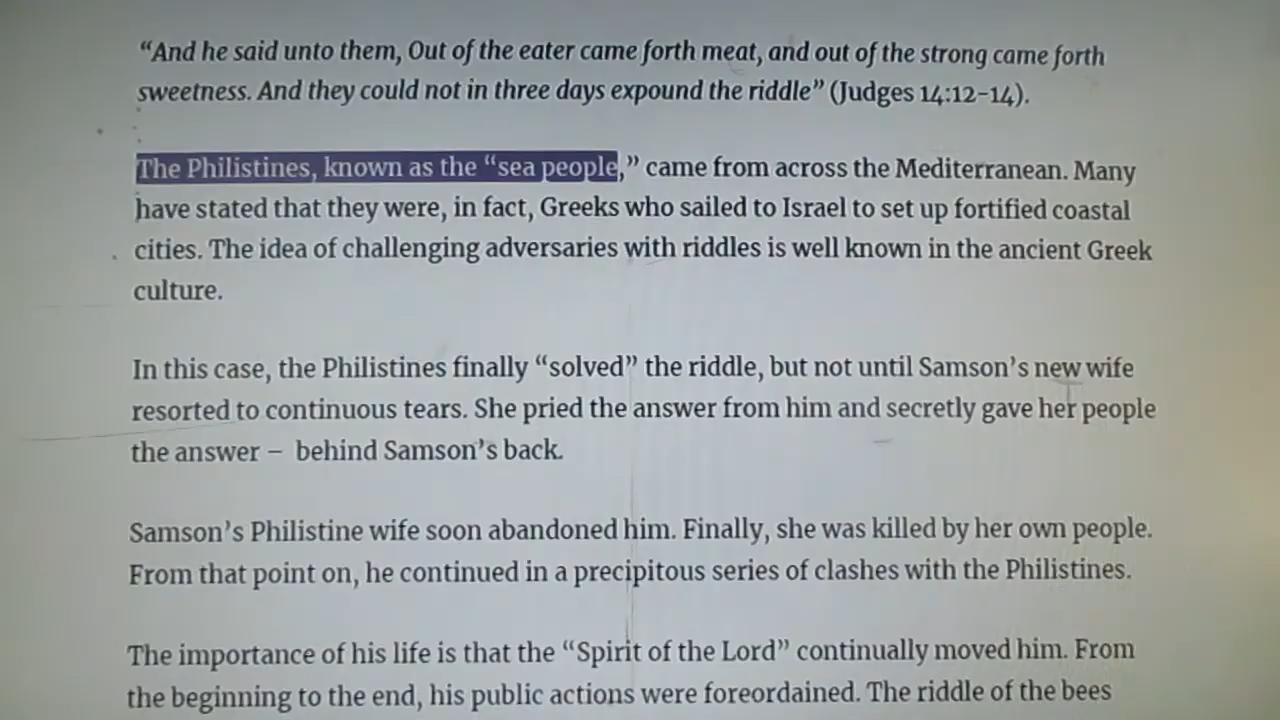 “And he said unto them, Out of the eater came forth meat, and out of the strong came forth
sweetness. And they could not in three days expound the riddle” (Judges 14:12–14).
The Philistines, known as the “sea people,” came from across the Mediterranean. Many
have stated that they were, in fact, Greeks who sailed to Israel to set up fortified coastal
cities. The idea of challenging adversaries with riddles is well known in the ancient Greek
culture.
In this case, the Philistines finally “solved” the riddle, but not until Samson’s new wife
resorted to continuous tears. She pried the answer from him and secretly gave her people
the answer – behind Samson’s back.
Samson’s Philistine wife soon abandoned him. Finally, she was killed by her own people.
From that point on, he continued in a precipitous series of clashes with the Philistines.
The importance of his life is that the “Spirit of the Lord” continually moved him. From
the beginning to the end, his public actions were foreordained. The riddle of the bees